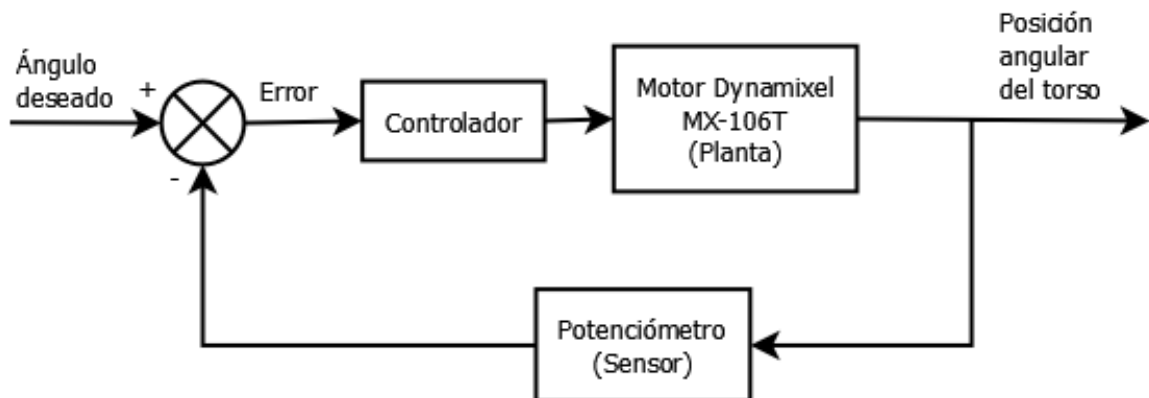 Ángulo
deseado
+
-
Error
Controlador
Motor Dynamixel
MX-106T
(Planta)
Posición
angular
del torso
Potenciómetro
(Sensor)